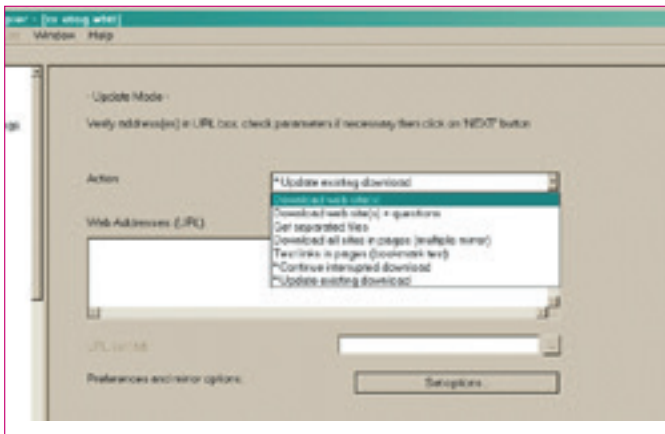 Window Help
- Update Mode -
Verify address(es) in URL box, check parameters if necessary then click on 'NEXT' button
Action:
* Update existing download
Download web site(s)
Download web site(s) + questions
Get separated files
Download all sites in pages (multiple mirror)
Test links in pages (bookmark test)
* Continue interrupted download
* Update existing download
Web Addresses: (URL)
URL list
Preferences and mirror options:
Set options